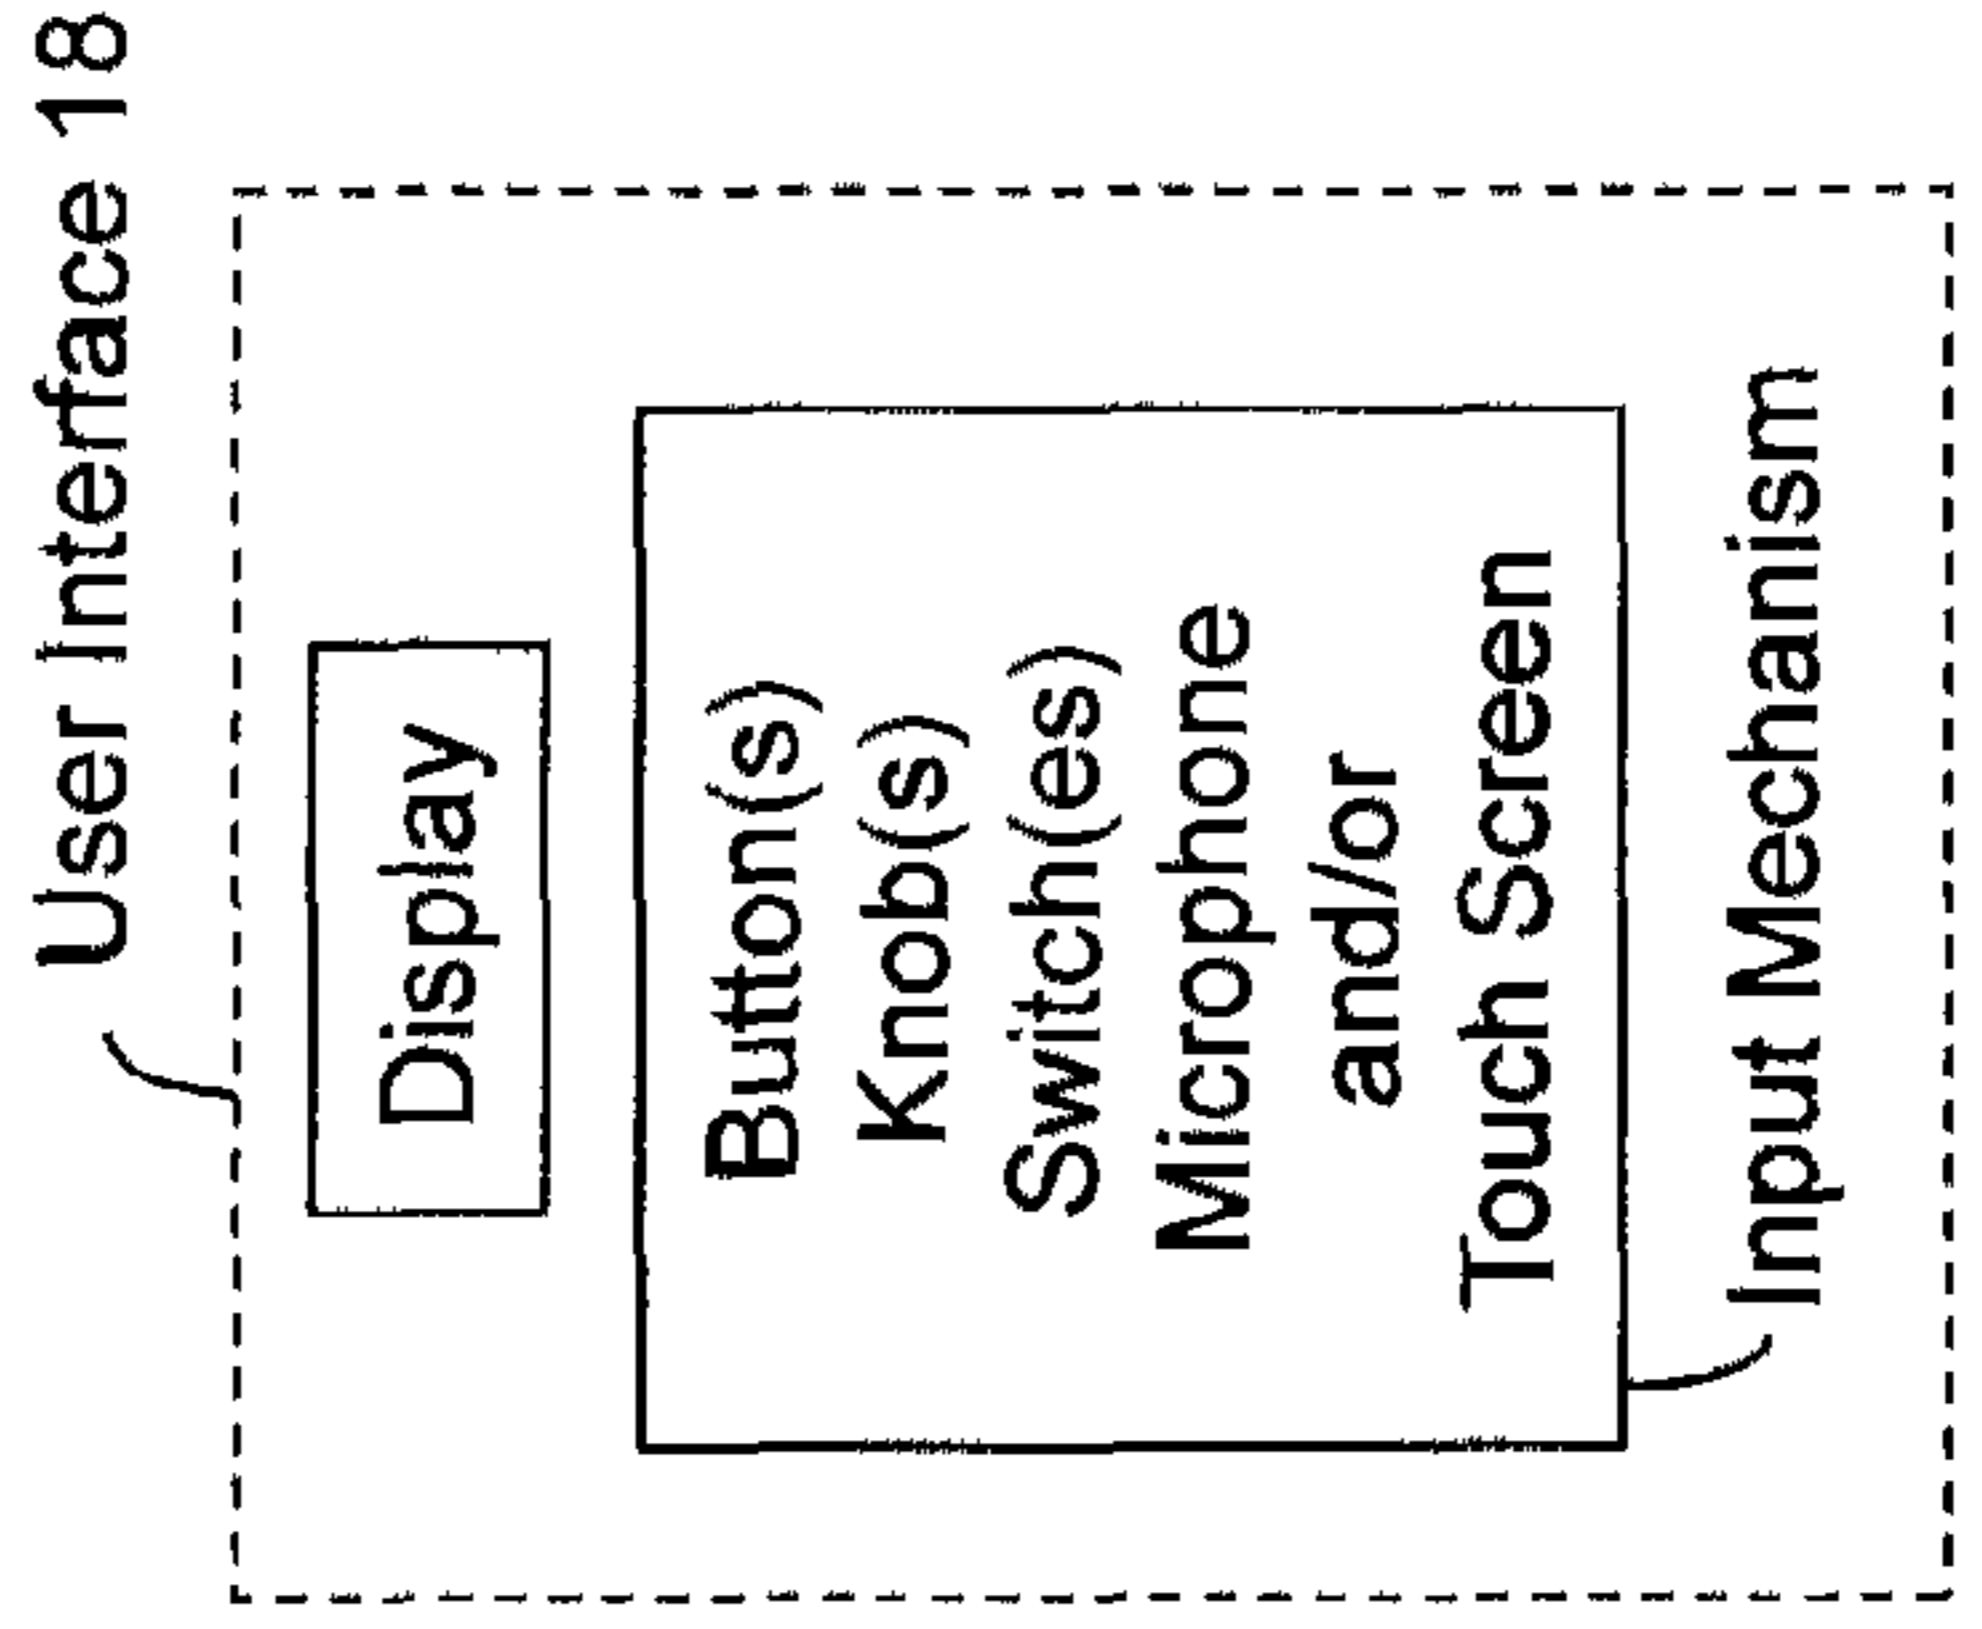 User Interface 18
Display
Button(s)
Knob(s)
Switch(es)
Microphone
and/or
Touch Screen
Input Mechanism